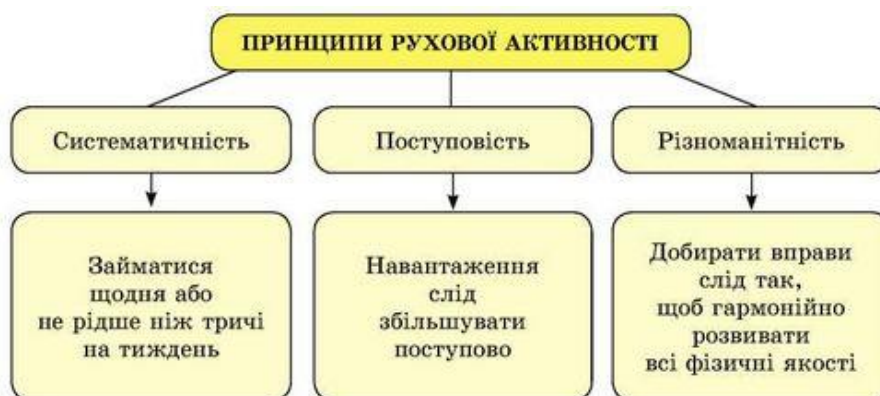 ПРИНЦИПИ РУХОВОЇ АКТИВНОСТІ
Систематичність
Поступовість
Різноманітність
Займатися
щодня або
не рідше ніж тричі
на тиждень
Навантаження
слід
збільшувати
поступово
Добирати вправи
слід так,
щоб гармонійно
розвивати
всі фізичні якості